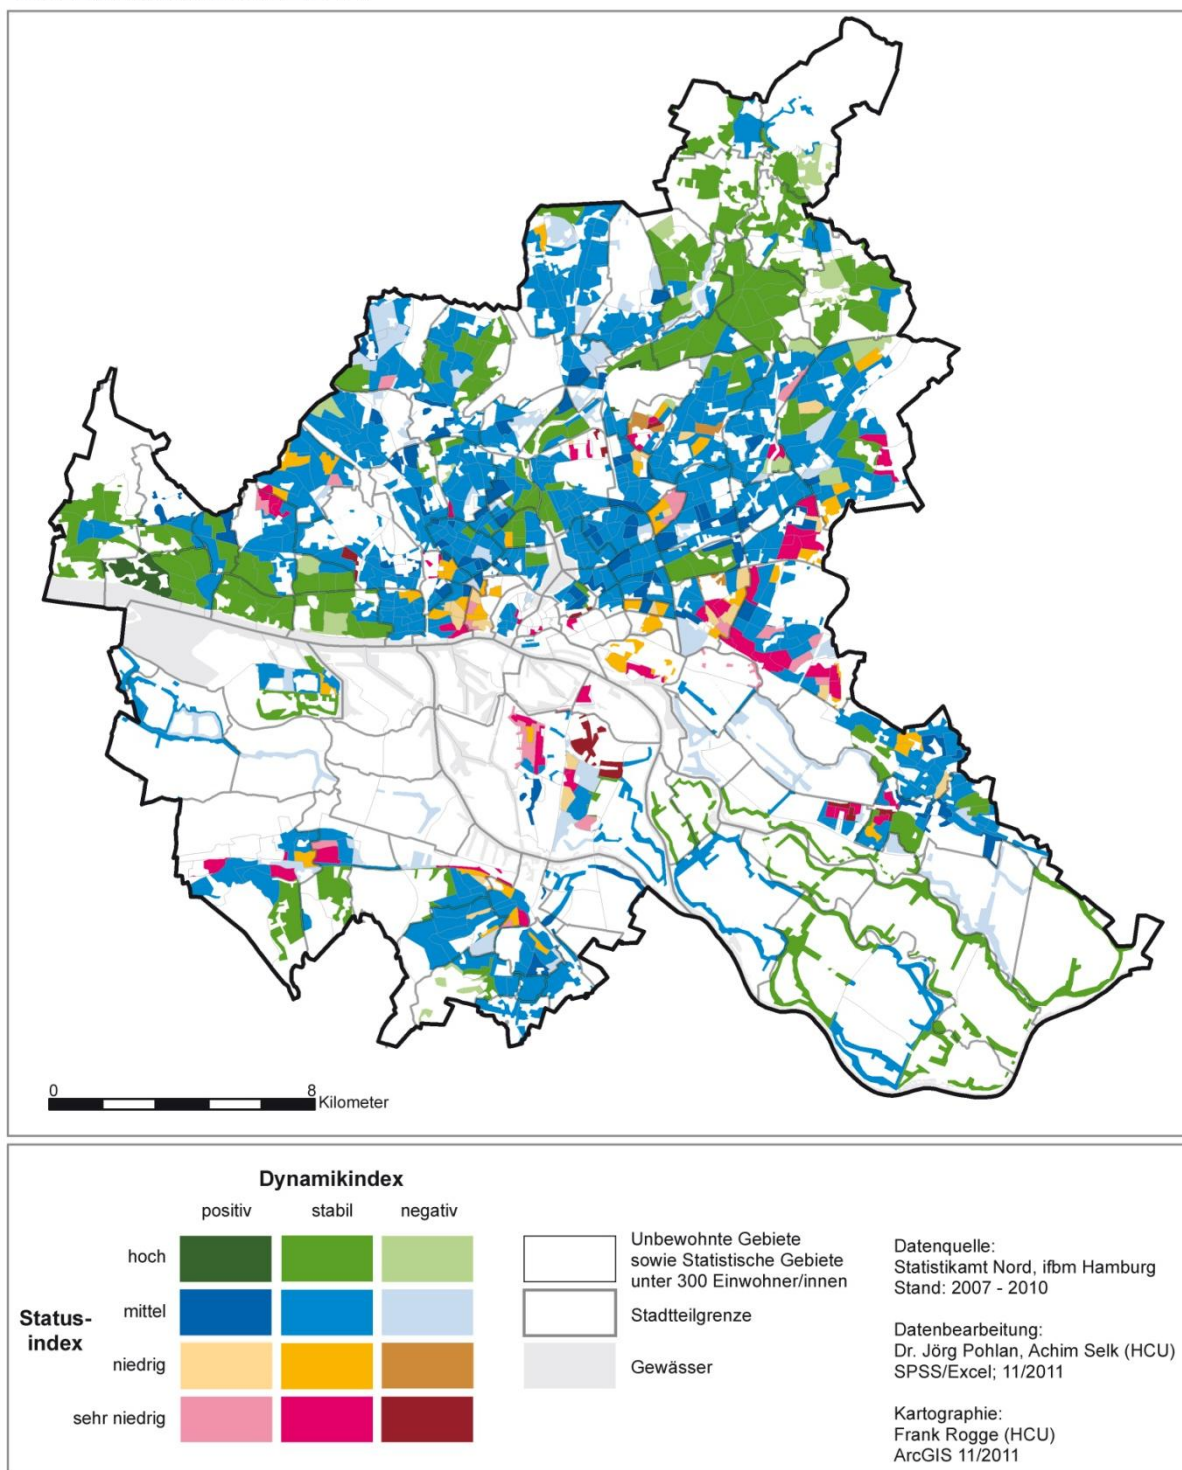 0 8
Kilometer
Dynamikindex
positiv stabil negativ
hoch
mittel
niedrig
sehr niedrig
Status-
index
Unbewohnte Gebiete
sowie Statistische Gebiete
unter 300 Einwohner/innen
Stadtteilgrenze
Gewässer
Datenquelle:
Statistikamt Nord, ifbm Hamburg
Stand: 2007 - 2010
Datenbearbeitung:
Dr. Jörg Pohlan, Achim Selk (HCU)
SPSS/Excel; 11/2011
Kartographie:
Frank Rogge (HCU)
ArcGIS 11/2011